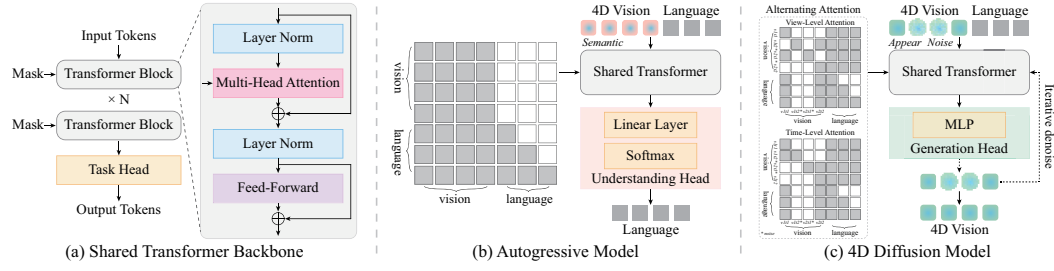 Input Tokens
Mask
Transformer Block
× N
Mask
Transformer Block
Task Head
Output Tokens
Layer Norm
Multi-Head Attention
Layer Norm
Feed-Forward
(a) Shared Transformer Backbone
vision
language
vision
language
4D Vision
Language
Semantic
Shared Transformer
Linear Layer
Softmax
Understanding Head
Language
(b) Autogressive Model
Alternating Attention
View-Level Attention
vision
language
vision
language
Time-Level Attention
vision
language
vision
language
* noise
4D Vision
Language
Appear Noise
Shared Transformer
MLP
Generation Head
Iterative denoise
4D Vision
(c) 4D Diffusion Model